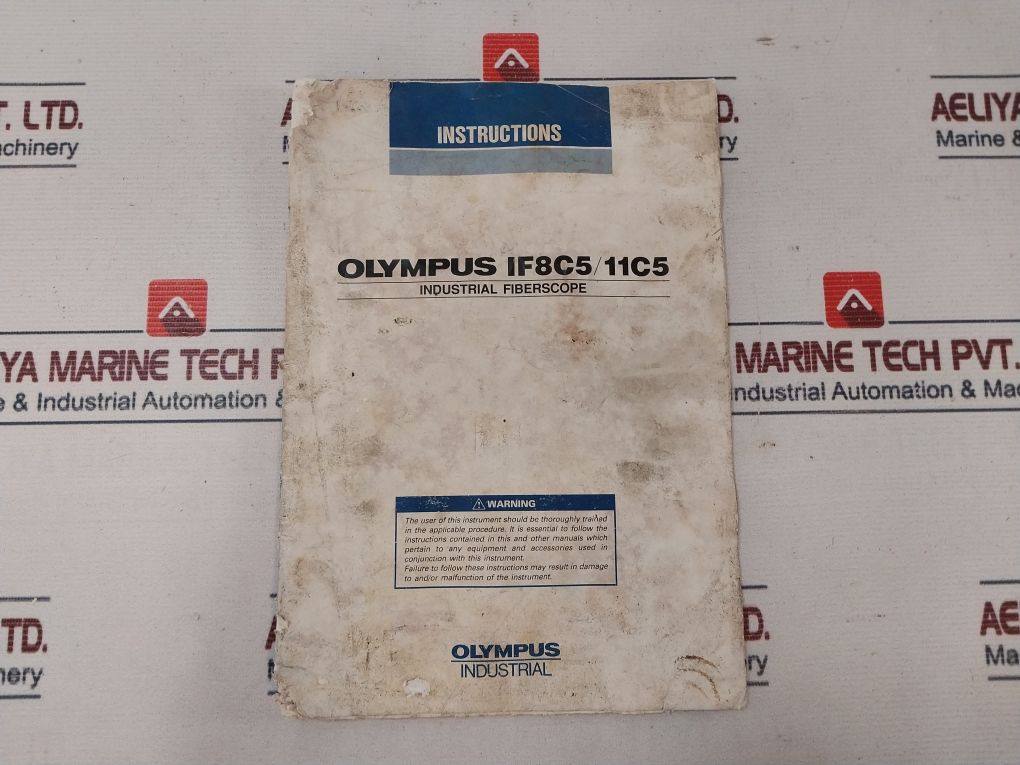 T. LTD.
AELIYA
Marine &
INSTRUCTIONS
OLYMPUS IF8C5/11C5
INDUSTRIAL FIBERSCOPE
YA MARINE TECH
& Industrial Automation &
MARINE TECH PVT.
Industrial Automation &
WARNING
The user of this instrument should be thoroughly trained
in the applicable procedure. It is essential to follow the
instructions contained in this and other manuals which
pertain to any equipment and accessories used in
conjunction with this instrument.
Failure to follow these instructions may result in damage
to and/or malfunction of the instrument.
OLYMPUS
INDUSTRIAL
TD.
D.
AE